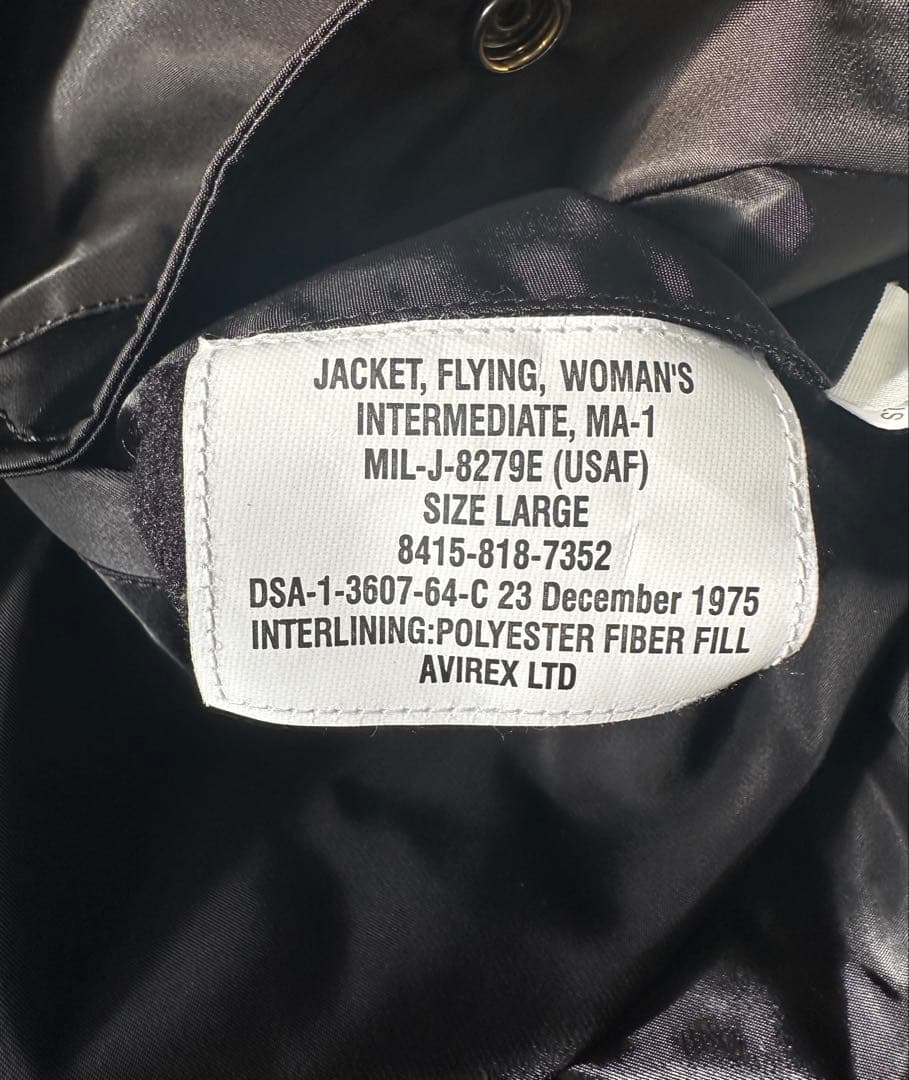 JACKET, FLYING, WOMAN'S
INTERMEDIATE, MA-1
MIL-J-8279E (USAF)
SIZE LARGE
8415-818-7352
DSA-1-3607-64-C 23 December 1975
INTERLINING:POLYESTER FIBER FILL
AVIREX LTD